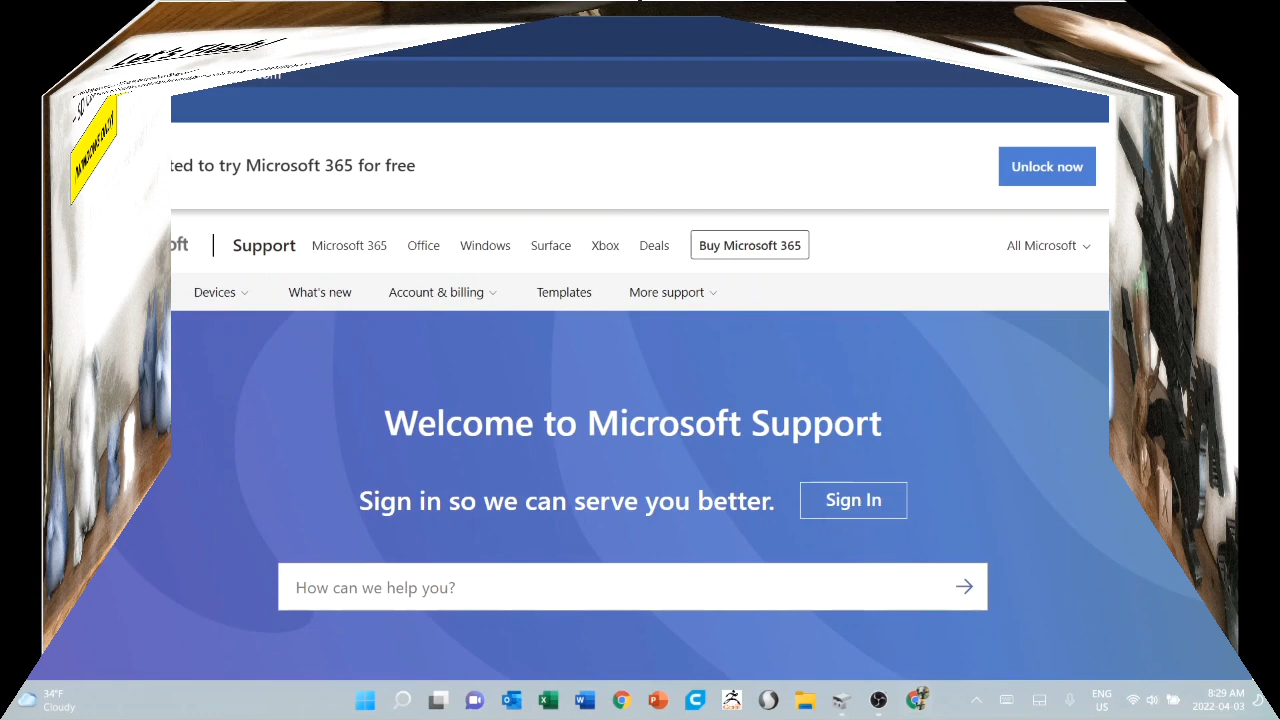 Let's Flash
ted to try Microsoft 365 for free
Unlock now
oft
Support
Microsoft 365
Office
Windows
Surface
Xbox
Deals
Buy Microsoft 365
All Microsoft
Devices
What's new
Account & billing
Templates
More support
Welcome to Microsoft Support
Sign in so we can serve you better.
Sign In
How can we help you?
34°F
Cloudy
ENG
US
8:29 AM
2022-04-03